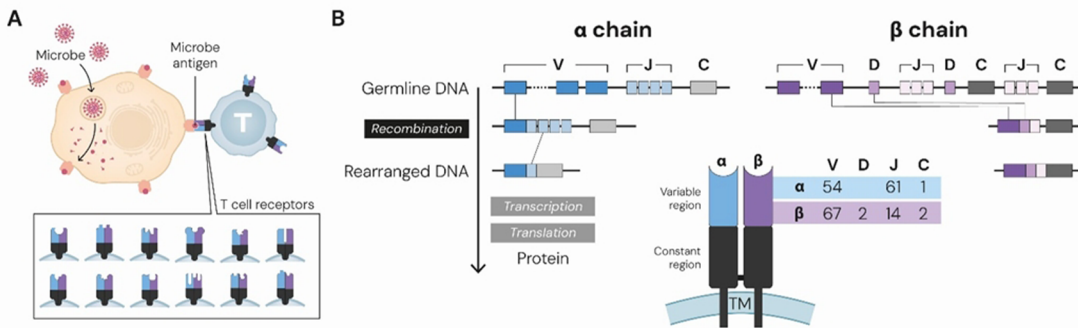 A
Microbe
Microbe
antigen
T
T cell receptors
B
α chain
β chain
V J C
V D J D J C
Germline DNA
Recombination
Rearranged DNA
Transcription
Translation
Protein
α β
V D J C
α 54 61 1
β 67 2 14 2
Variable
region
Constant
region
TM